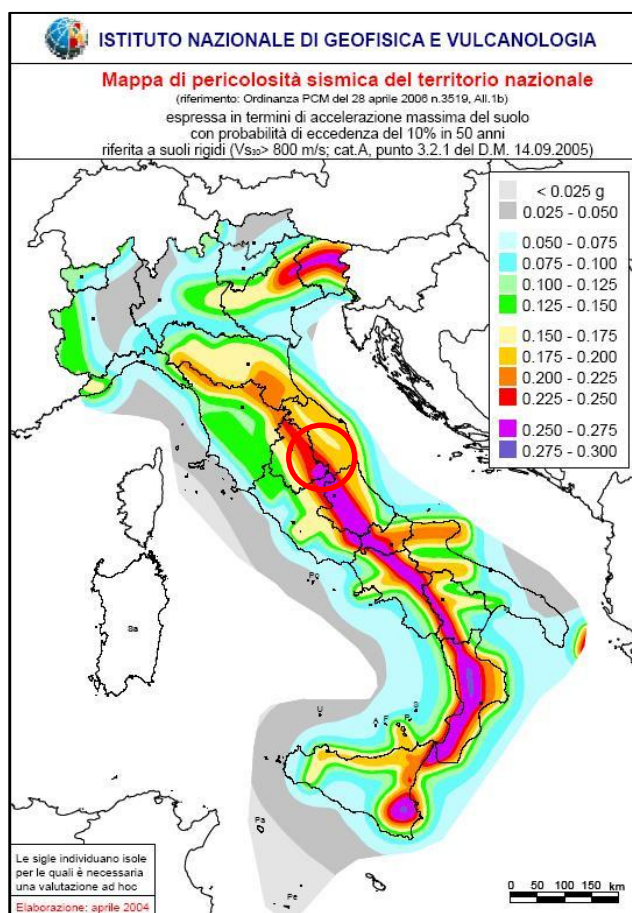 ISTITUTO NAZIONALE DI GEOFISICA E VULCANOLOGIA
Mappa di pericolosità sismica del territorio nazionale
(riferimento: Ordinanza PCM del 28 aprile 2006 n.3519, All.1b)
espressa in termini di accelerazione massima del suolo
con probabilità di eccedenza del 10% in 50 anni
riferita a suoli rigidi (Vs30> 800 m/s; cat.A, punto 3.2.1 del D.M. 14.09.2005)
< 0.025 g
0.025 - 0.050
0.050 - 0.075
0.075 - 0.100
0.100 - 0.125
0.125 - 0.150
0.150 - 0.175
0.175 - 0.200
0.200 - 0.225
0.225 - 0.250
0.250 - 0.275
0.275 - 0.300
Po
Sa
U
A F P S
Pa
Pe
Le sigle individuano isole
per le quali è necessaria
una valutazione ad hoc
Elaborazione: aprile 2004
0 50 100 150 km